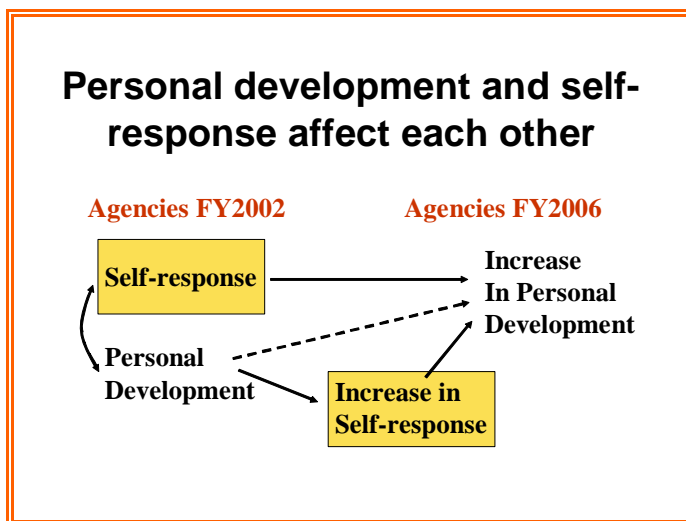 Personal development and self-
response affect each other
Agencies FY2002
Agencies FY2006
Self-response
Increase
In Personal
Development
Personal
Development
Increase in
Self-response